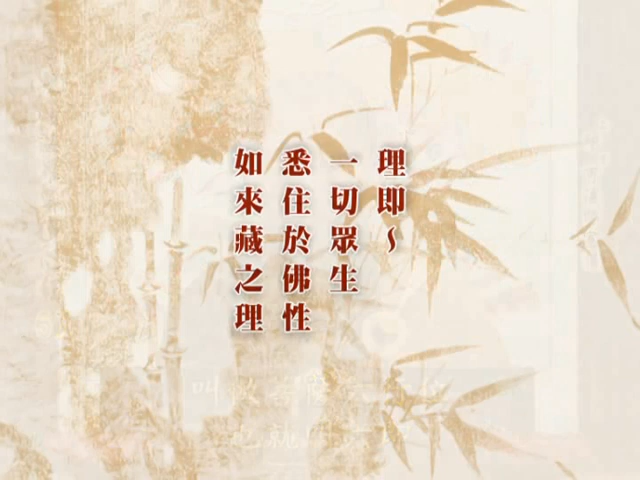 理即～
一切眾生
悉住於佛性
如來藏之理